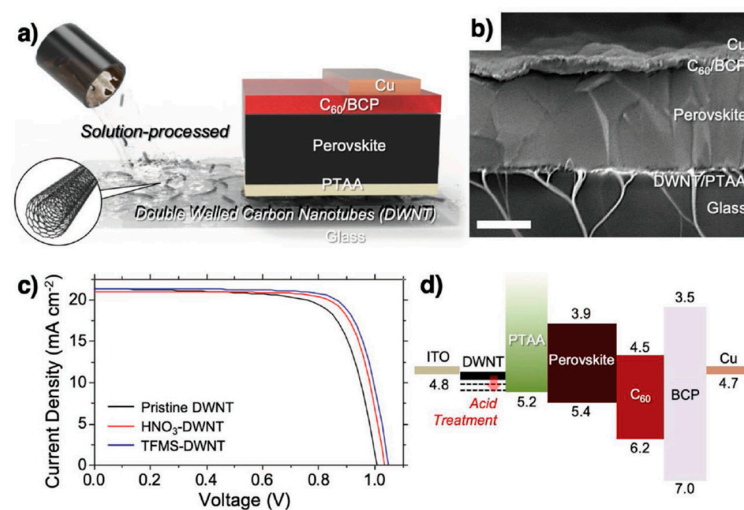 a)
Solution-processed
Cu
C₆₀/BCP
Perovskite
PTAA
Double Walled Carbon Nanotubes (DWNT)
Glass
b)
Cu
C₆₀/BCP
Perovskite
DWNT/PTAA
Glass
c)
Current Density (mA cm⁻²)
20
15
10
5
0
0.0 0.2 0.4 0.6 0.8 1.0
Voltage (V)
Pristine DWNT
HNO₃-DWNT
TFMS-DWNT
d)
ITO
4.8
DWNT
Acid
Treatment
PTAA
5.2
3.9
Perovskite
5.4
4.5
C₆₀
6.2
3.5
BCP
7.0
Cu
4.7